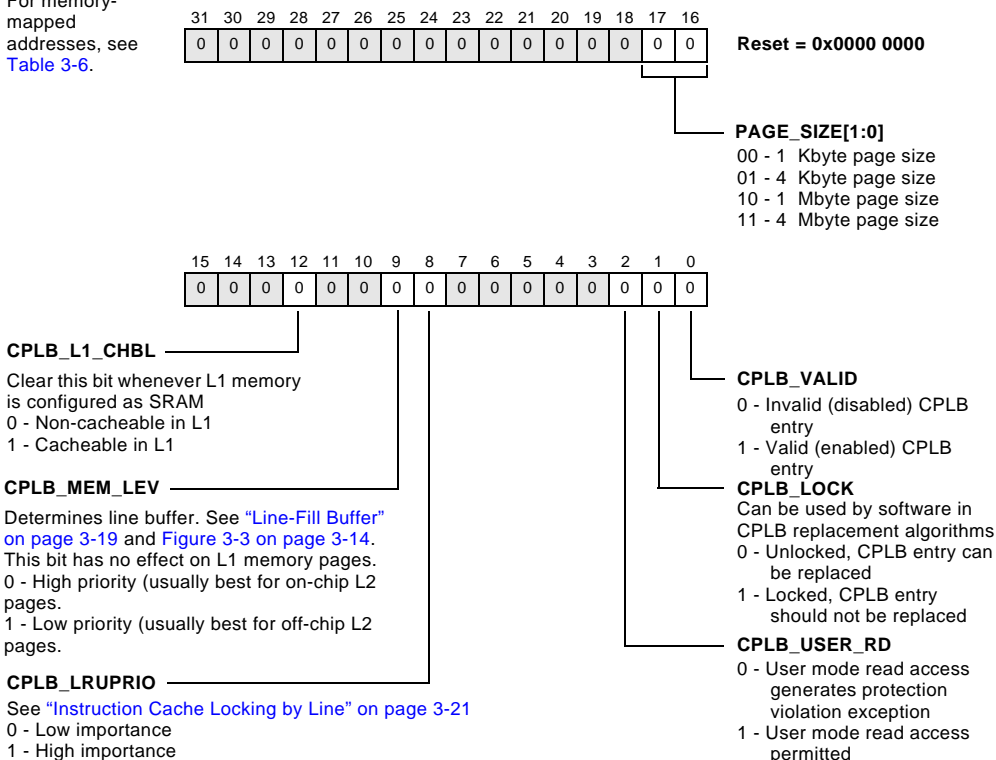 For memory-
mapped
addresses, see
Table 3-6.
31 30 29 28 27 26 25 24 23 22 21 20 19 18 17 16
0 0 0 0 0 0 0 0 0 0 0 0 0 0 0 0
Reset = 0x0000 0000
PAGE_SIZE[1:0]
00 - 1 Kbyte page size
01 - 4 Kbyte page size
10 - 1 Mbyte page size
11 - 4 Mbyte page size
15 14 13 12 11 10 9 8 7 6 5 4 3 2 1 0
0 0 0 0 0 0 0 0 0 0 0 0 0 0 0 0
CPLB_L1_CHBL
Clear this bit whenever L1 memory
is configured as SRAM
0 - Non-cacheable in L1
1 - Cacheable in L1
CPLB_MEM_LEV
Determines line buffer. See “Line-Fill Buffer”
on page 3-19 and Figure 3-3 on page 3-14.
This bit has no effect on L1 memory pages.
0 - High priority (usually best for on-chip L2
pages.
1 - Low priority (usually best for off-chip L2
pages.
CPLB_LRUPRIO
See “Instruction Cache Locking by Line” on page 3-21
0 - Low importance
1 - High importance
CPLB_VALID
0 - Invalid (disabled) CPLB
entry
1 - Valid (enabled) CPLB
entry
CPLB_LOCK
Can be used by software in
CPLB replacement algorithms
0 - Unlocked, CPLB entry can
be replaced
1 - Locked, CPLB entry
should not be replaced
CPLB_USER_RD
0 - User mode read access
generates protection
violation exception
1 - User mode read access
permitted